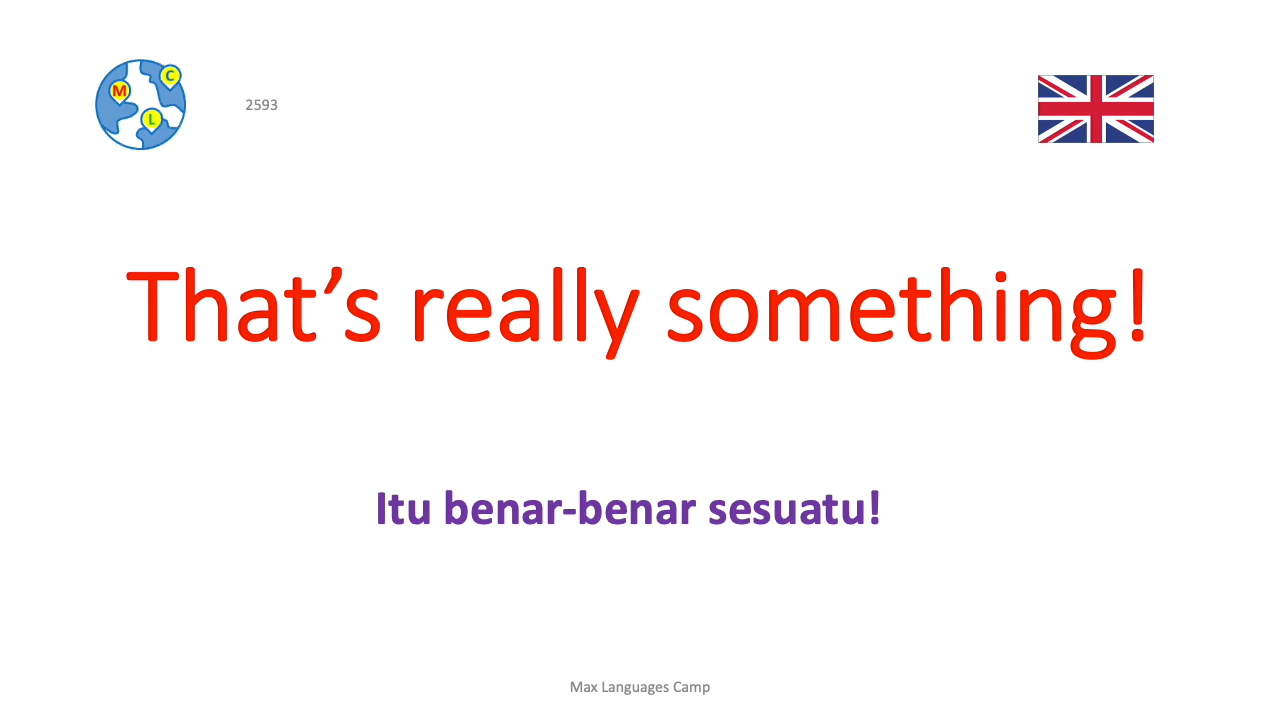 M
C
L
2593
That’s really something!
Itu benar-benar sesuatu!
Max Languages Camp